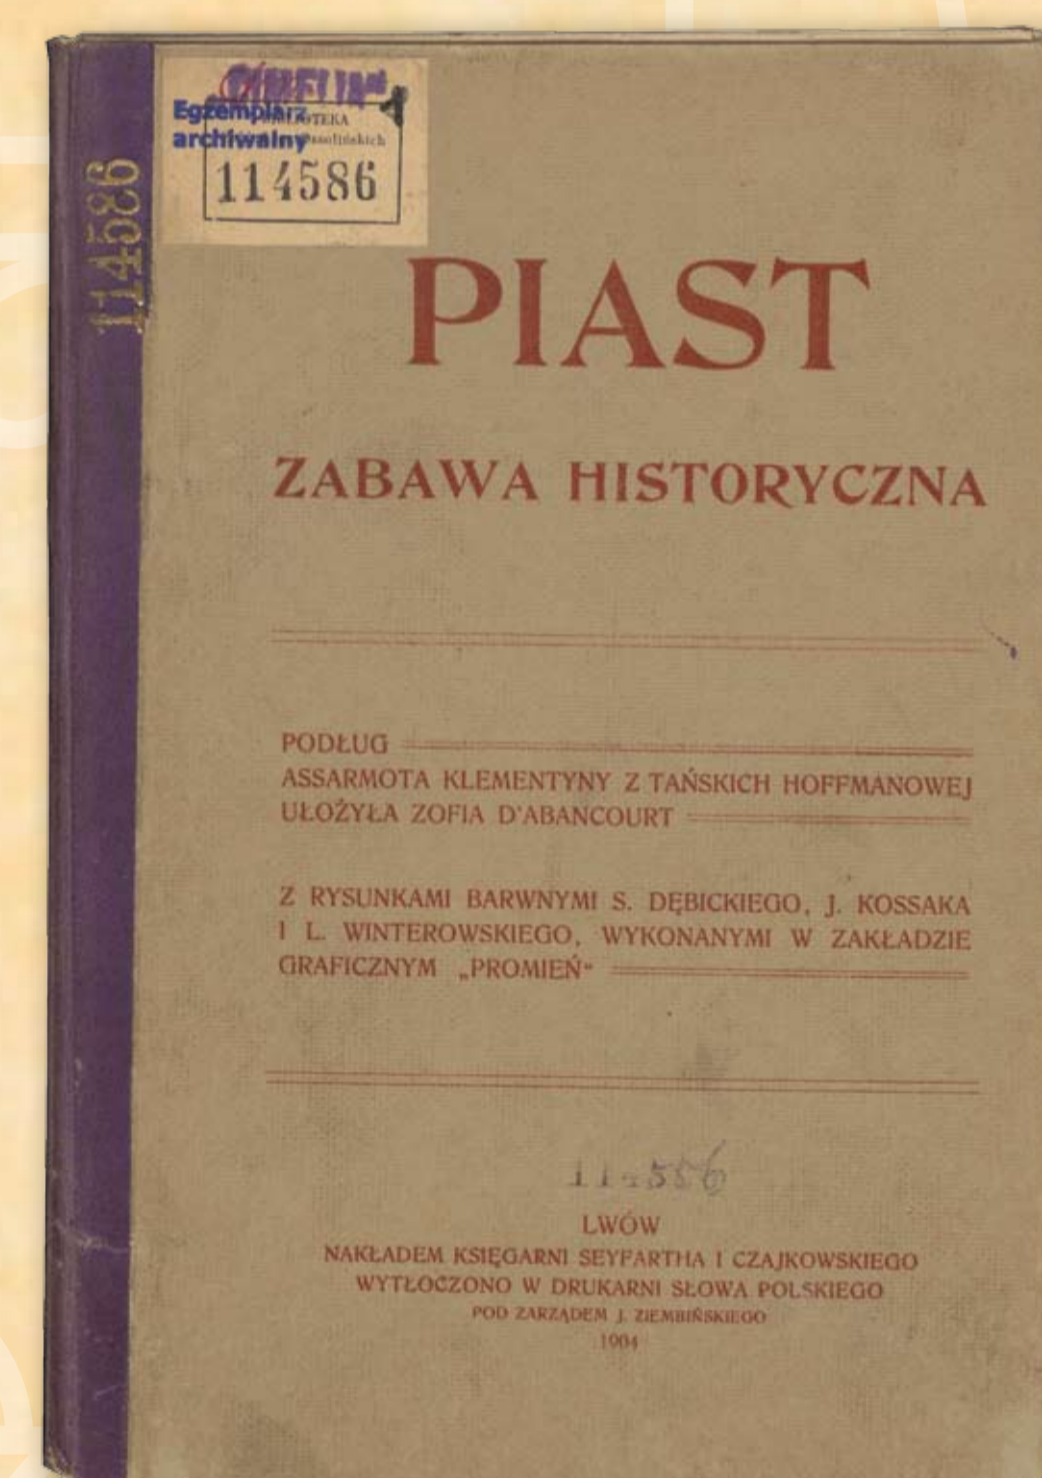 Egzemplarz
archiwalny
114586
114586
PIAST
ZABAWA HISTORYCZNA
PODŁUG
ASSARMOTA KLEMENTYNY Z TAŃSKICH HOFFMANOWEJ
UŁOŻYŁA ZOFIA D'ABANCOURT
Z RYSUNKAMI BARWNYMI S. DĘBICKIEGO, J. KOSSAKA
I L. WINTEROWSKIEGO, WYKONANYMI W ZAKŁADZIE
GRAFICZNYM „PROMIEŃ“
114586
LWÓW
NAKŁADEM KSIĘGARNI SEYFARTHA I CZAJKOWSKIEGO
WYTŁOCZONO W DRUKARNI SŁOWA POLSKIEGO
POD ZARZĄDEM J. ZIEMBIŃSKIEGO
1904